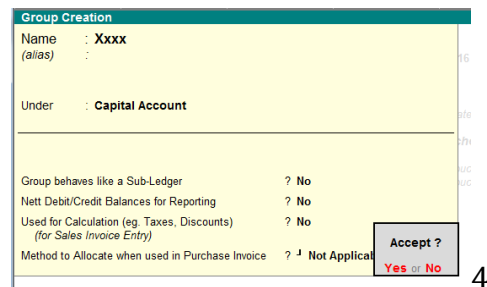 Group Creation
Name : Xxxx
(alias) :
Under : Capital Account
Group behaves like a Sub-Ledger ? No
Nett Debit/Credit Balances for Reporting ? No
Used for Calculation (eg. Taxes, Discounts) ? No
(for Sales Invoice Entry)
Method to Allocate when used in Purchase Invoice ? ┘ Not Applicab
Accept ?
Yes or No
4